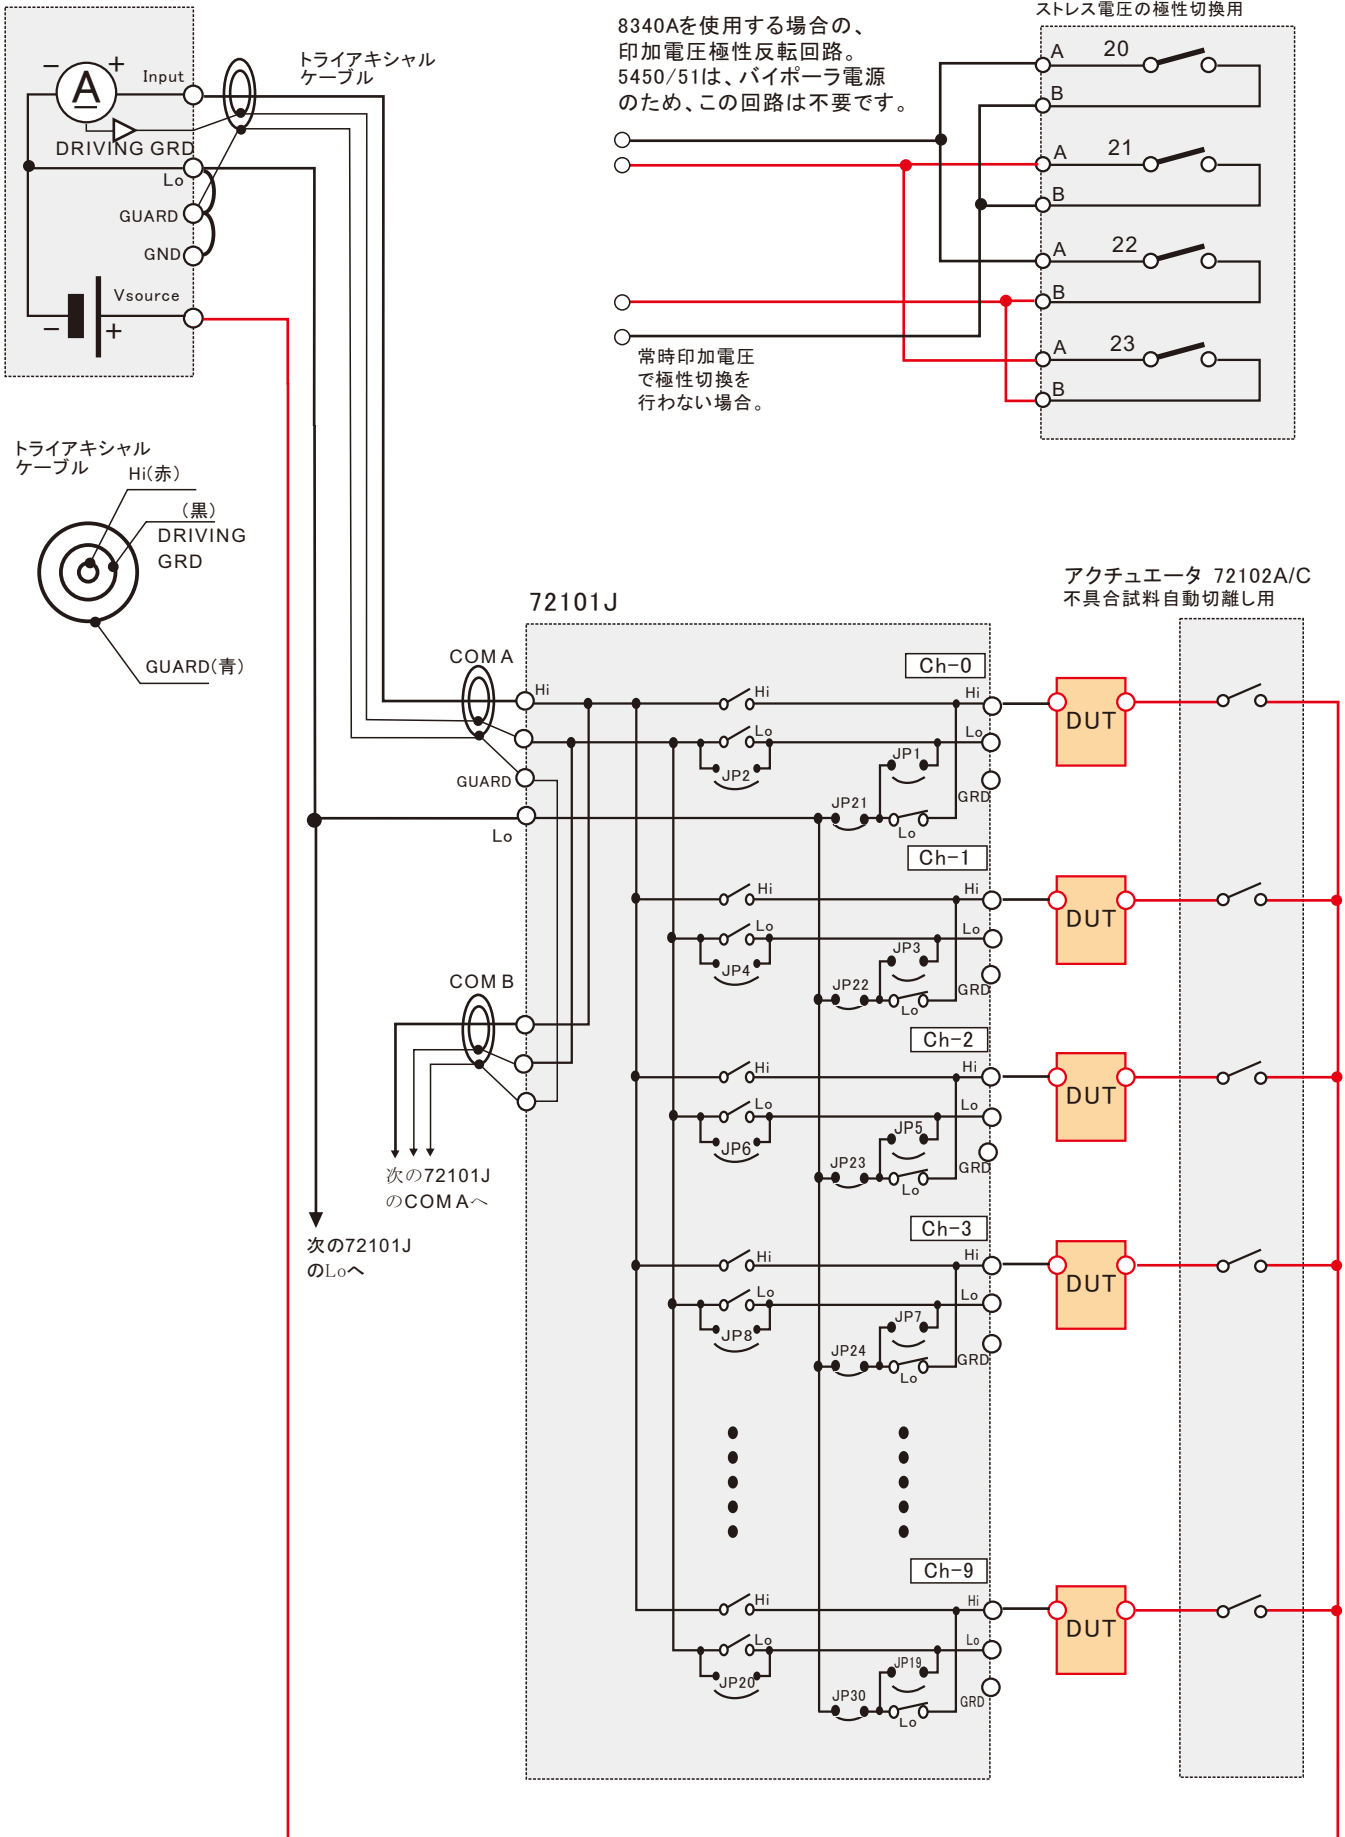 ストレス電圧の極性切換用
8340Aを使用する場合の、
印加電圧極性反転回路。
5450/51は、バイポーラ電源
のため、この回路は不要です。
A 20
B
A 21
B
A 22
B
A 23
B
常時印加電圧
で極性切換を
行わない場合。
トライアキシャル
ケーブル
− A +
Input
DRIVING GRD
Lo
GUARD
GND
Vsource
− +
トライアキシャル
ケーブル
Hi(赤)
(黒)
DRIVING
GRD
GUARD(青)
アクチュエータ 72102A/C
不具合試料自動切離し用
72101J
COM A
Hi
GUARD
Lo
COM B
次の72101J
のCOM Aへ
次の72101J
のLoへ
Ch-0
Hi
Hi
Lo
Lo
JP2
JP1
JP21
Lo
GRD
DUT
Ch-1
Hi
Hi
Lo
Lo
JP4
JP3
JP22
Lo
GRD
DUT
Ch-2
Hi
Hi
Lo
Lo
JP6
JP5
JP23
Lo
GRD
DUT
Ch-3
Hi
Hi
Lo
Lo
JP8
JP7
JP24
Lo
GRD
DUT
Ch-9
Hi
Hi
Lo
Lo
JP20
JP19
JP30
Lo
GRD
DUT